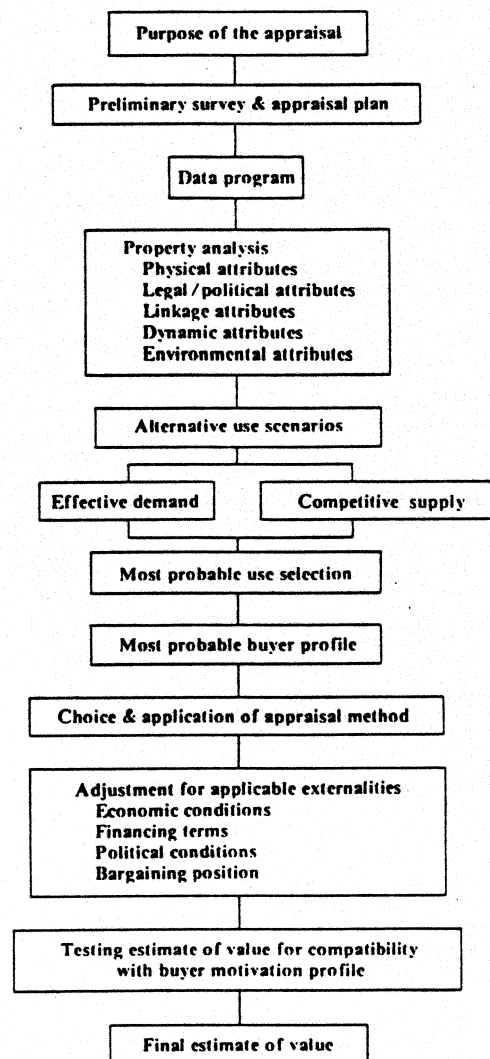 Purpose of the appraisal
Preliminary survey & appraisal plan
Data program
Property analysis
Physical attributes
Legal/political attributes
Linkage attributes
Dynamic attributes
Environmental attributes
Alternative use scenarios
Effective demand
Competitive supply
Most probable use selection
Most probable buyer profile
Choice & application of appraisal method
Adjustment for applicable externalities
Economic conditions
Financing terms
Political conditions
Bargaining position
Testing estimate of value for compatibility
with buyer motivation profile
Final estimate of value